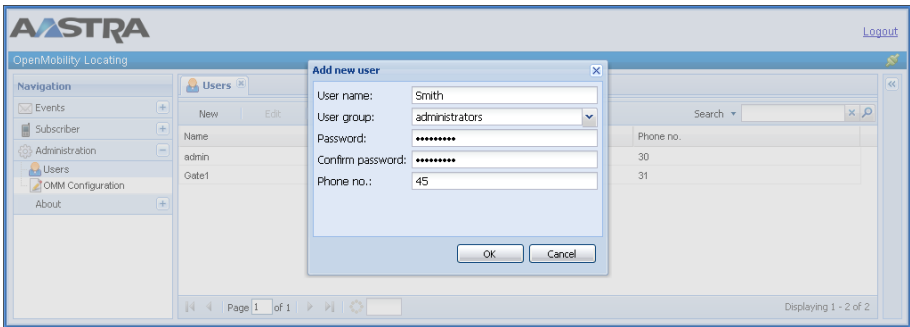 AASTRA
Logout
OpenMobility Locating
Navigation
Events
Subscriber
Administration
Users
OMM Configuration
About
Users
New Edit Search
Name Phone no.
admin 30
Gate1 31
Add new user
User name: Smith
User group: administrators
Password: •••••••••
Confirm password: •••••••••
Phone no.: 45
OK Cancel
Page 1 of 1 Displaying 1 - 2 of 2